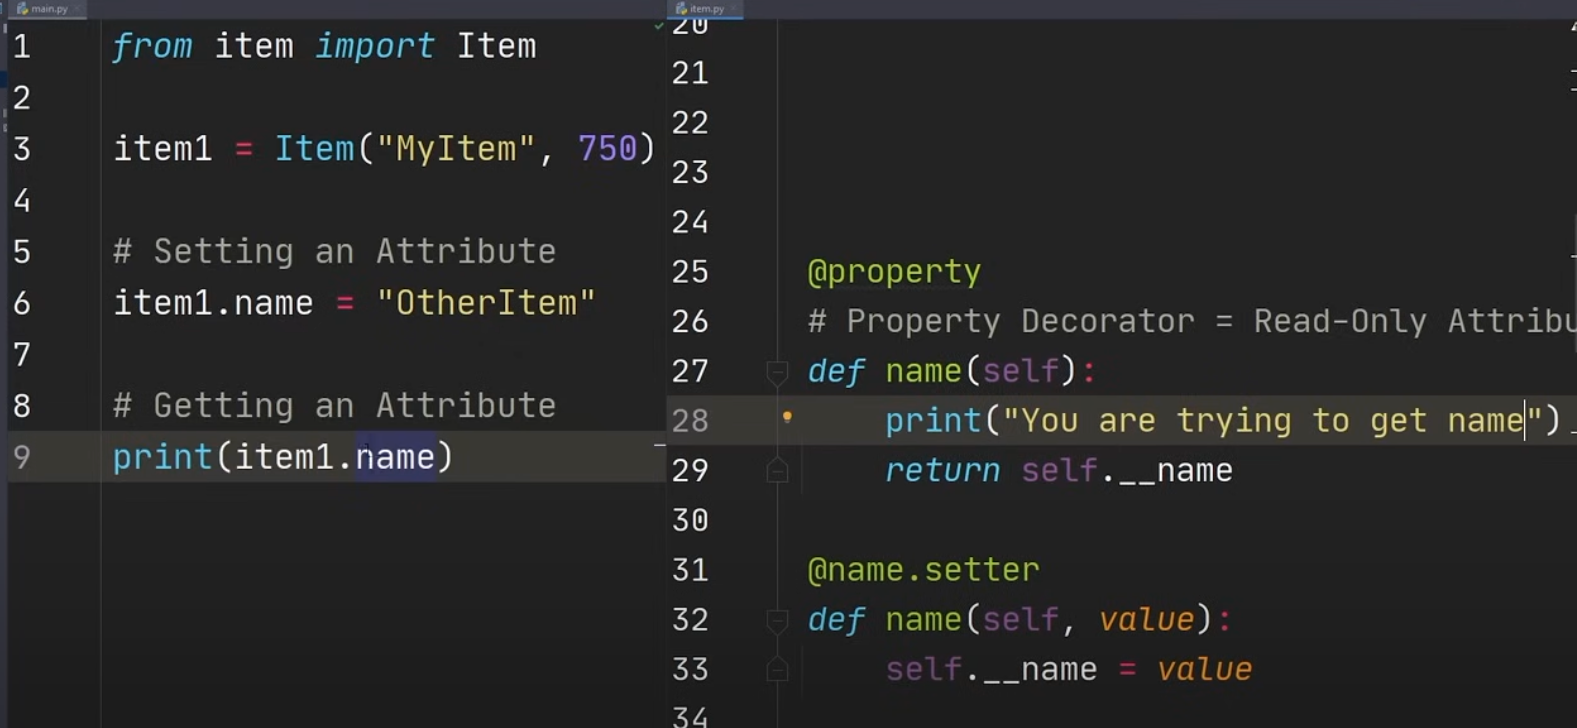 main.py
1 from item import Item
2
3 item1 = Item("MyItem", 750)
4
5 # Setting an Attribute
6 item1.name = "OtherItem"
7
8 # Getting an Attribute
9 print(item1.name)
item.py
20
21
22
23
24
25 @property
26 # Property Decorator = Read-Only Attribu
27 def name(self):
28 print("You are trying to get name")
29 return self.__name
30
31 @name.setter
32 def name(self, value):
33 self.__name = value
34